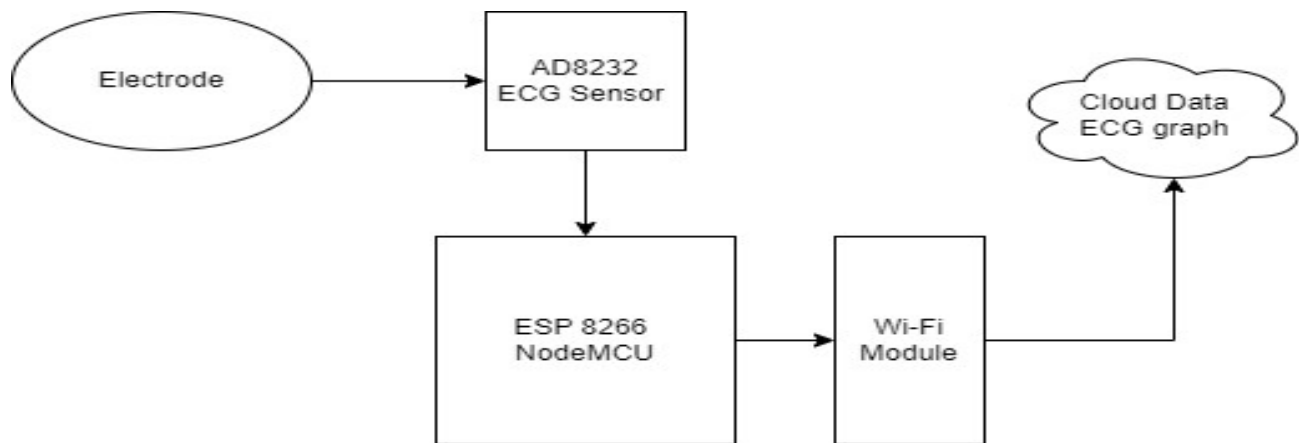 Electrode
AD8232
ECG Sensor
Cloud Data
ECG graph
ESP 8266
NodeMCU
Wi-Fi
Module